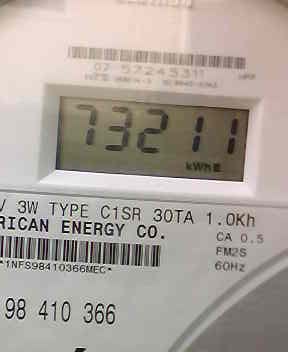 07 57245311
73211
kWh
V 3W TYPE C1SR 30TA 1.0Kh
RICAN ENERGY CO.
CA 0.5
FM2S
60Hz
*1NFS98410366MEC*
98 410 366